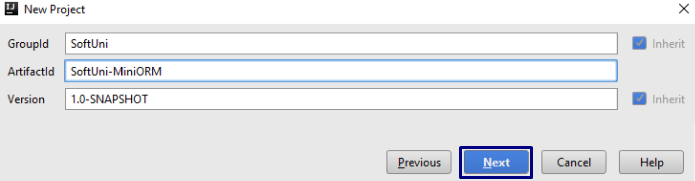 New Project
GroupId SoftUni Inherit
ArtifactId SoftUni-MiniORM
Version 1.0-SNAPSHOT Inherit
Previous Next Cancel Help